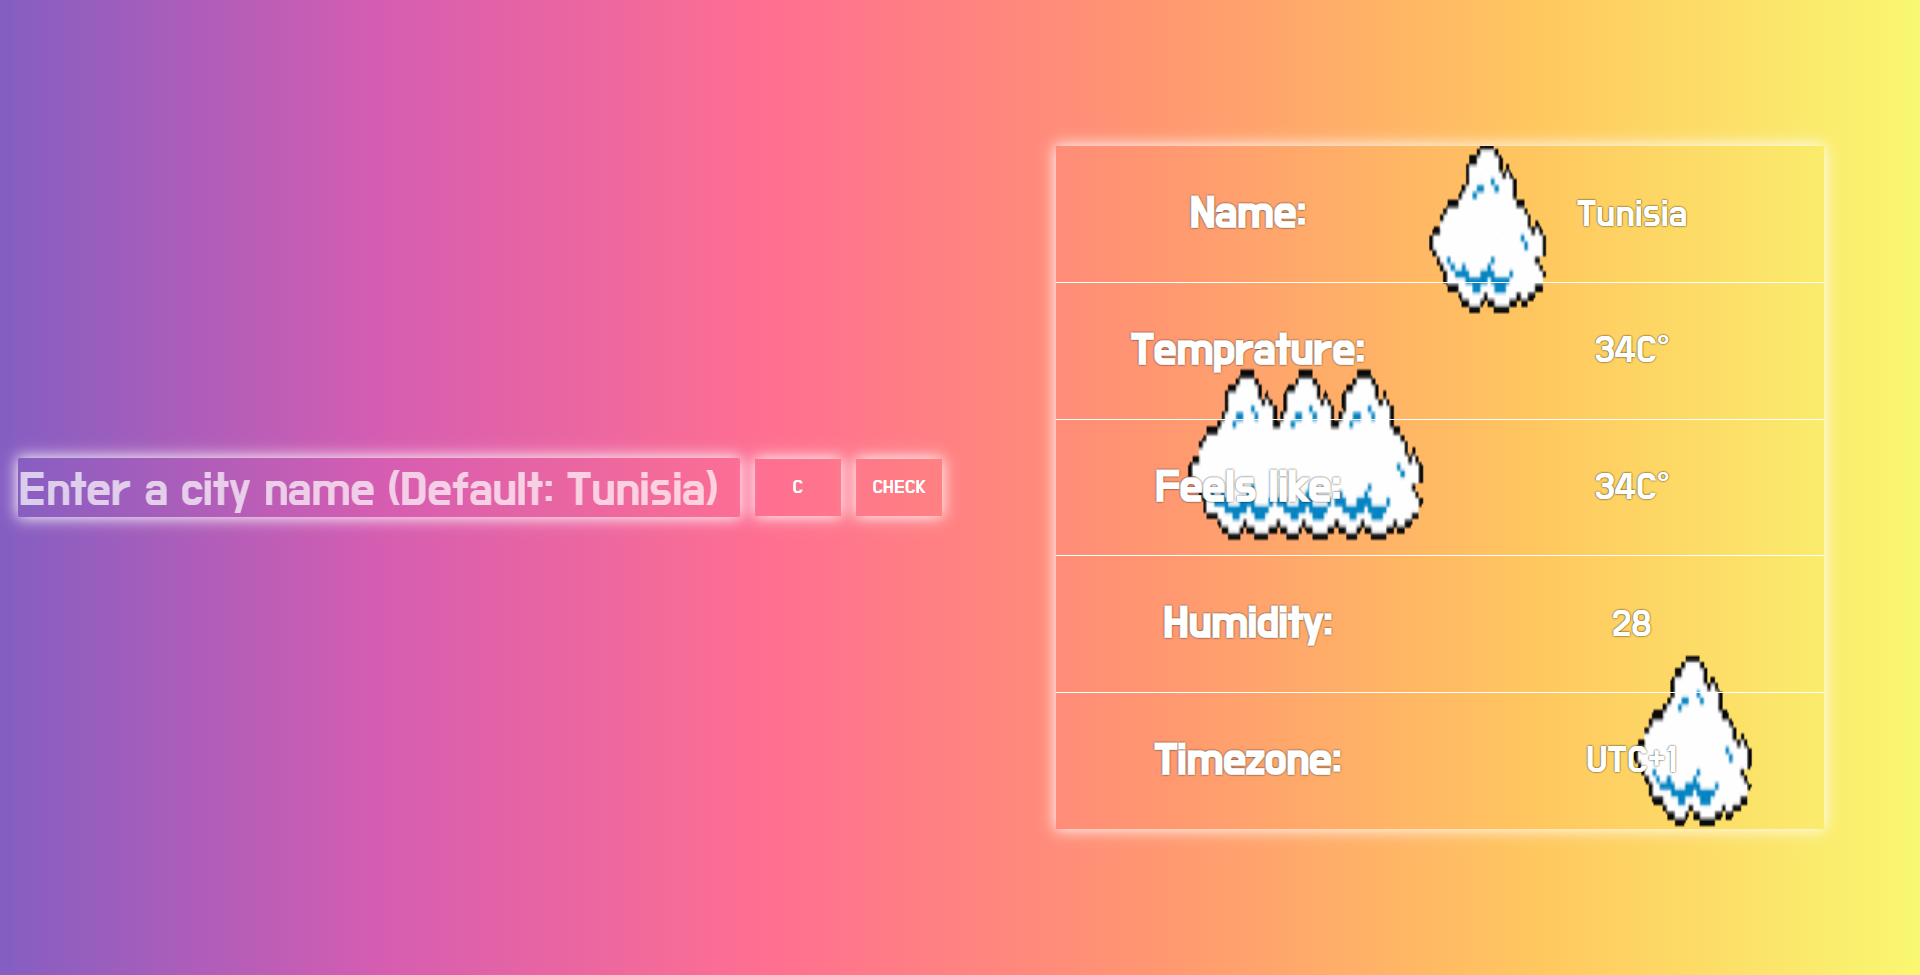 Enter a city name (Default: Tunisia)
C
CHECK
Name: Tunisia
Temprature: 34C°
Feels like: 34C°
Humidity: 28
Timezone: UTC+1